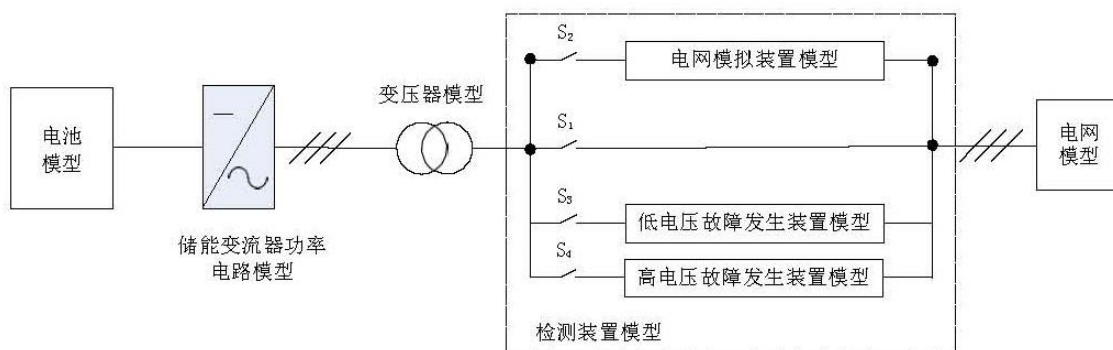 S₂
电网模拟装置模型
变压器模型
S₁
电池
模型
电网
模型
S₃
低电压故障发生装置模型
储能变流器功率
电路模型
S₄
高电压故障发生装置模型
检测装置模型